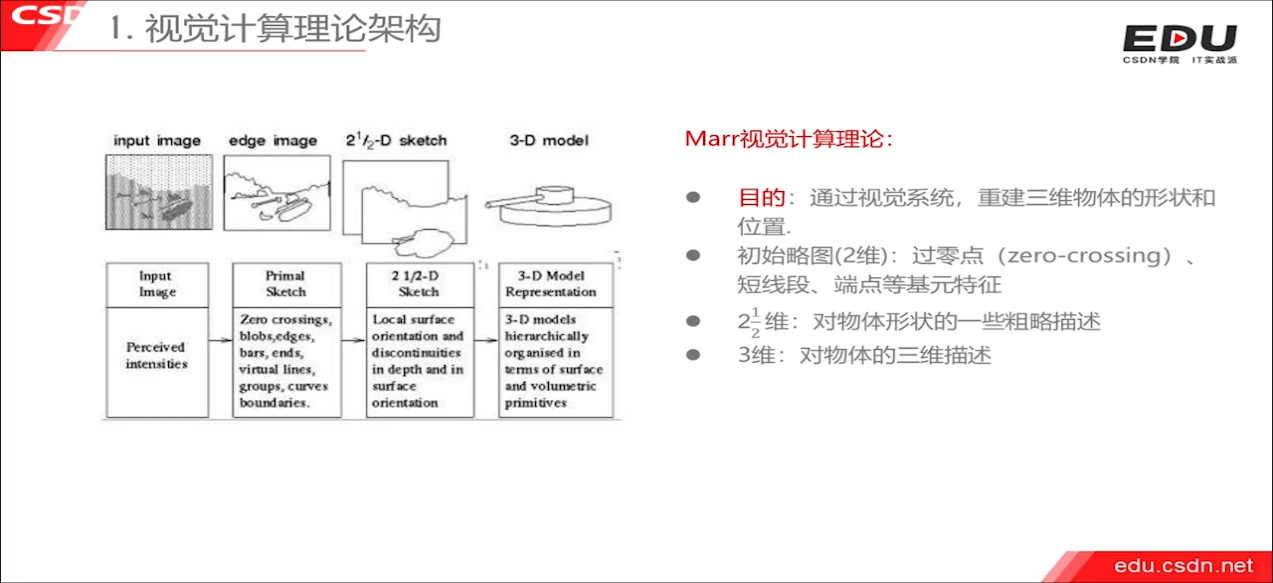 CSD
1. 视觉计算理论架构
EDU
CSDN学院 IT实战派
input image
edge image
2 1/2-D sketch
3-D model
Input
Image
Perceived
intensities
Primal
Sketch
Zero crossings,
blobs,edges,
bars, ends,
virtual lines,
groups, curves
boundaries.
2 1/2-D
Sketch
Local surface
orientation and
discontinuities
in depth and in
surface
orientation
3-D Model
Representation
3-D models
hierarchically
organised in
terms of surface
and volumetric
primitives
Marr视觉计算理论：
● 目的：通过视觉系统，重建三维物体的形状和
位置.
● 初始略图(2维)：过零点（zero-crossing）、
短线段、端点等基元特征
● 2 1/2 维：对物体形状的一些粗略描述
● 3维：对物体的三维描述
edu.csdn.net